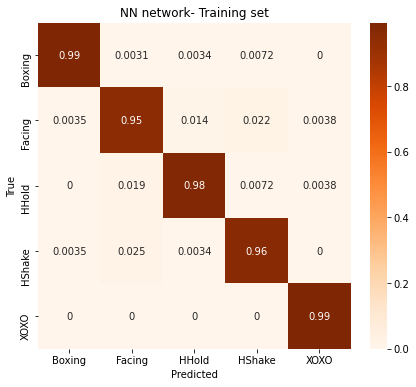 NN network- Training set
Boxing 0.99 0.0031 0.0034 0.0072 0
Facing 0.0035 0.95 0.014 0.022 0.0038
HHold 0 0.019 0.98 0.0072 0.0038
HShake 0.0035 0.025 0.0034 0.96 0
XOXO 0 0 0 0 0.99
Boxing Facing HHold HShake XOXO
Predicted
True
0.8
0.6
0.4
0.2
0.0